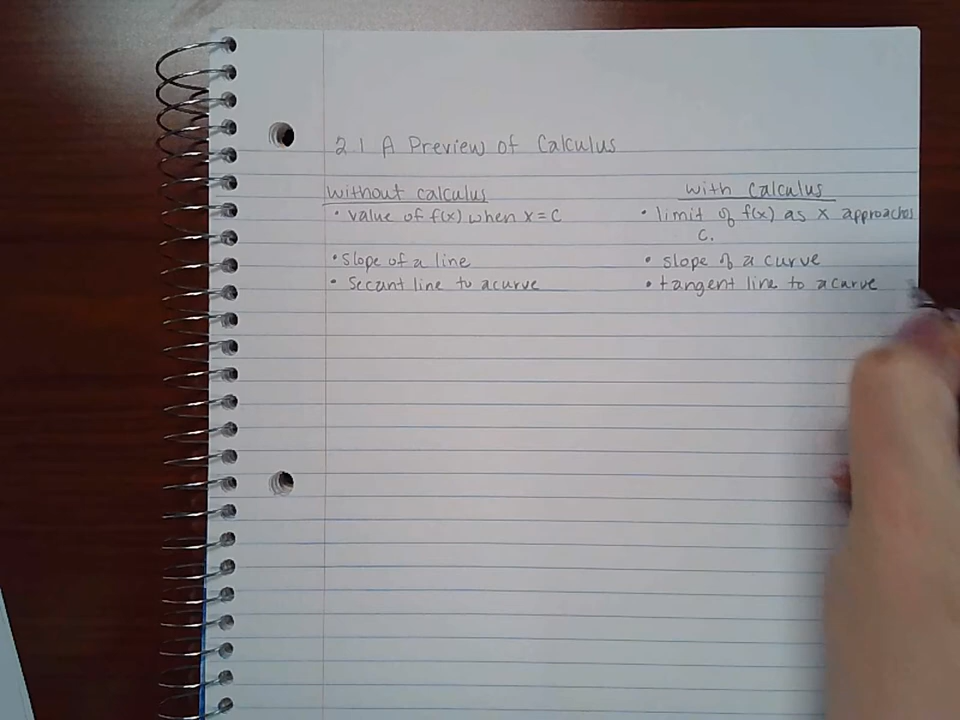 2.1 A Preview of Calculus
without calculus with calculus
• value of f(x) when x = c • limit of f(x) as x approaches
c.
• slope of a line • slope of a curve
• Secant line to a curve • tangent line to a curve